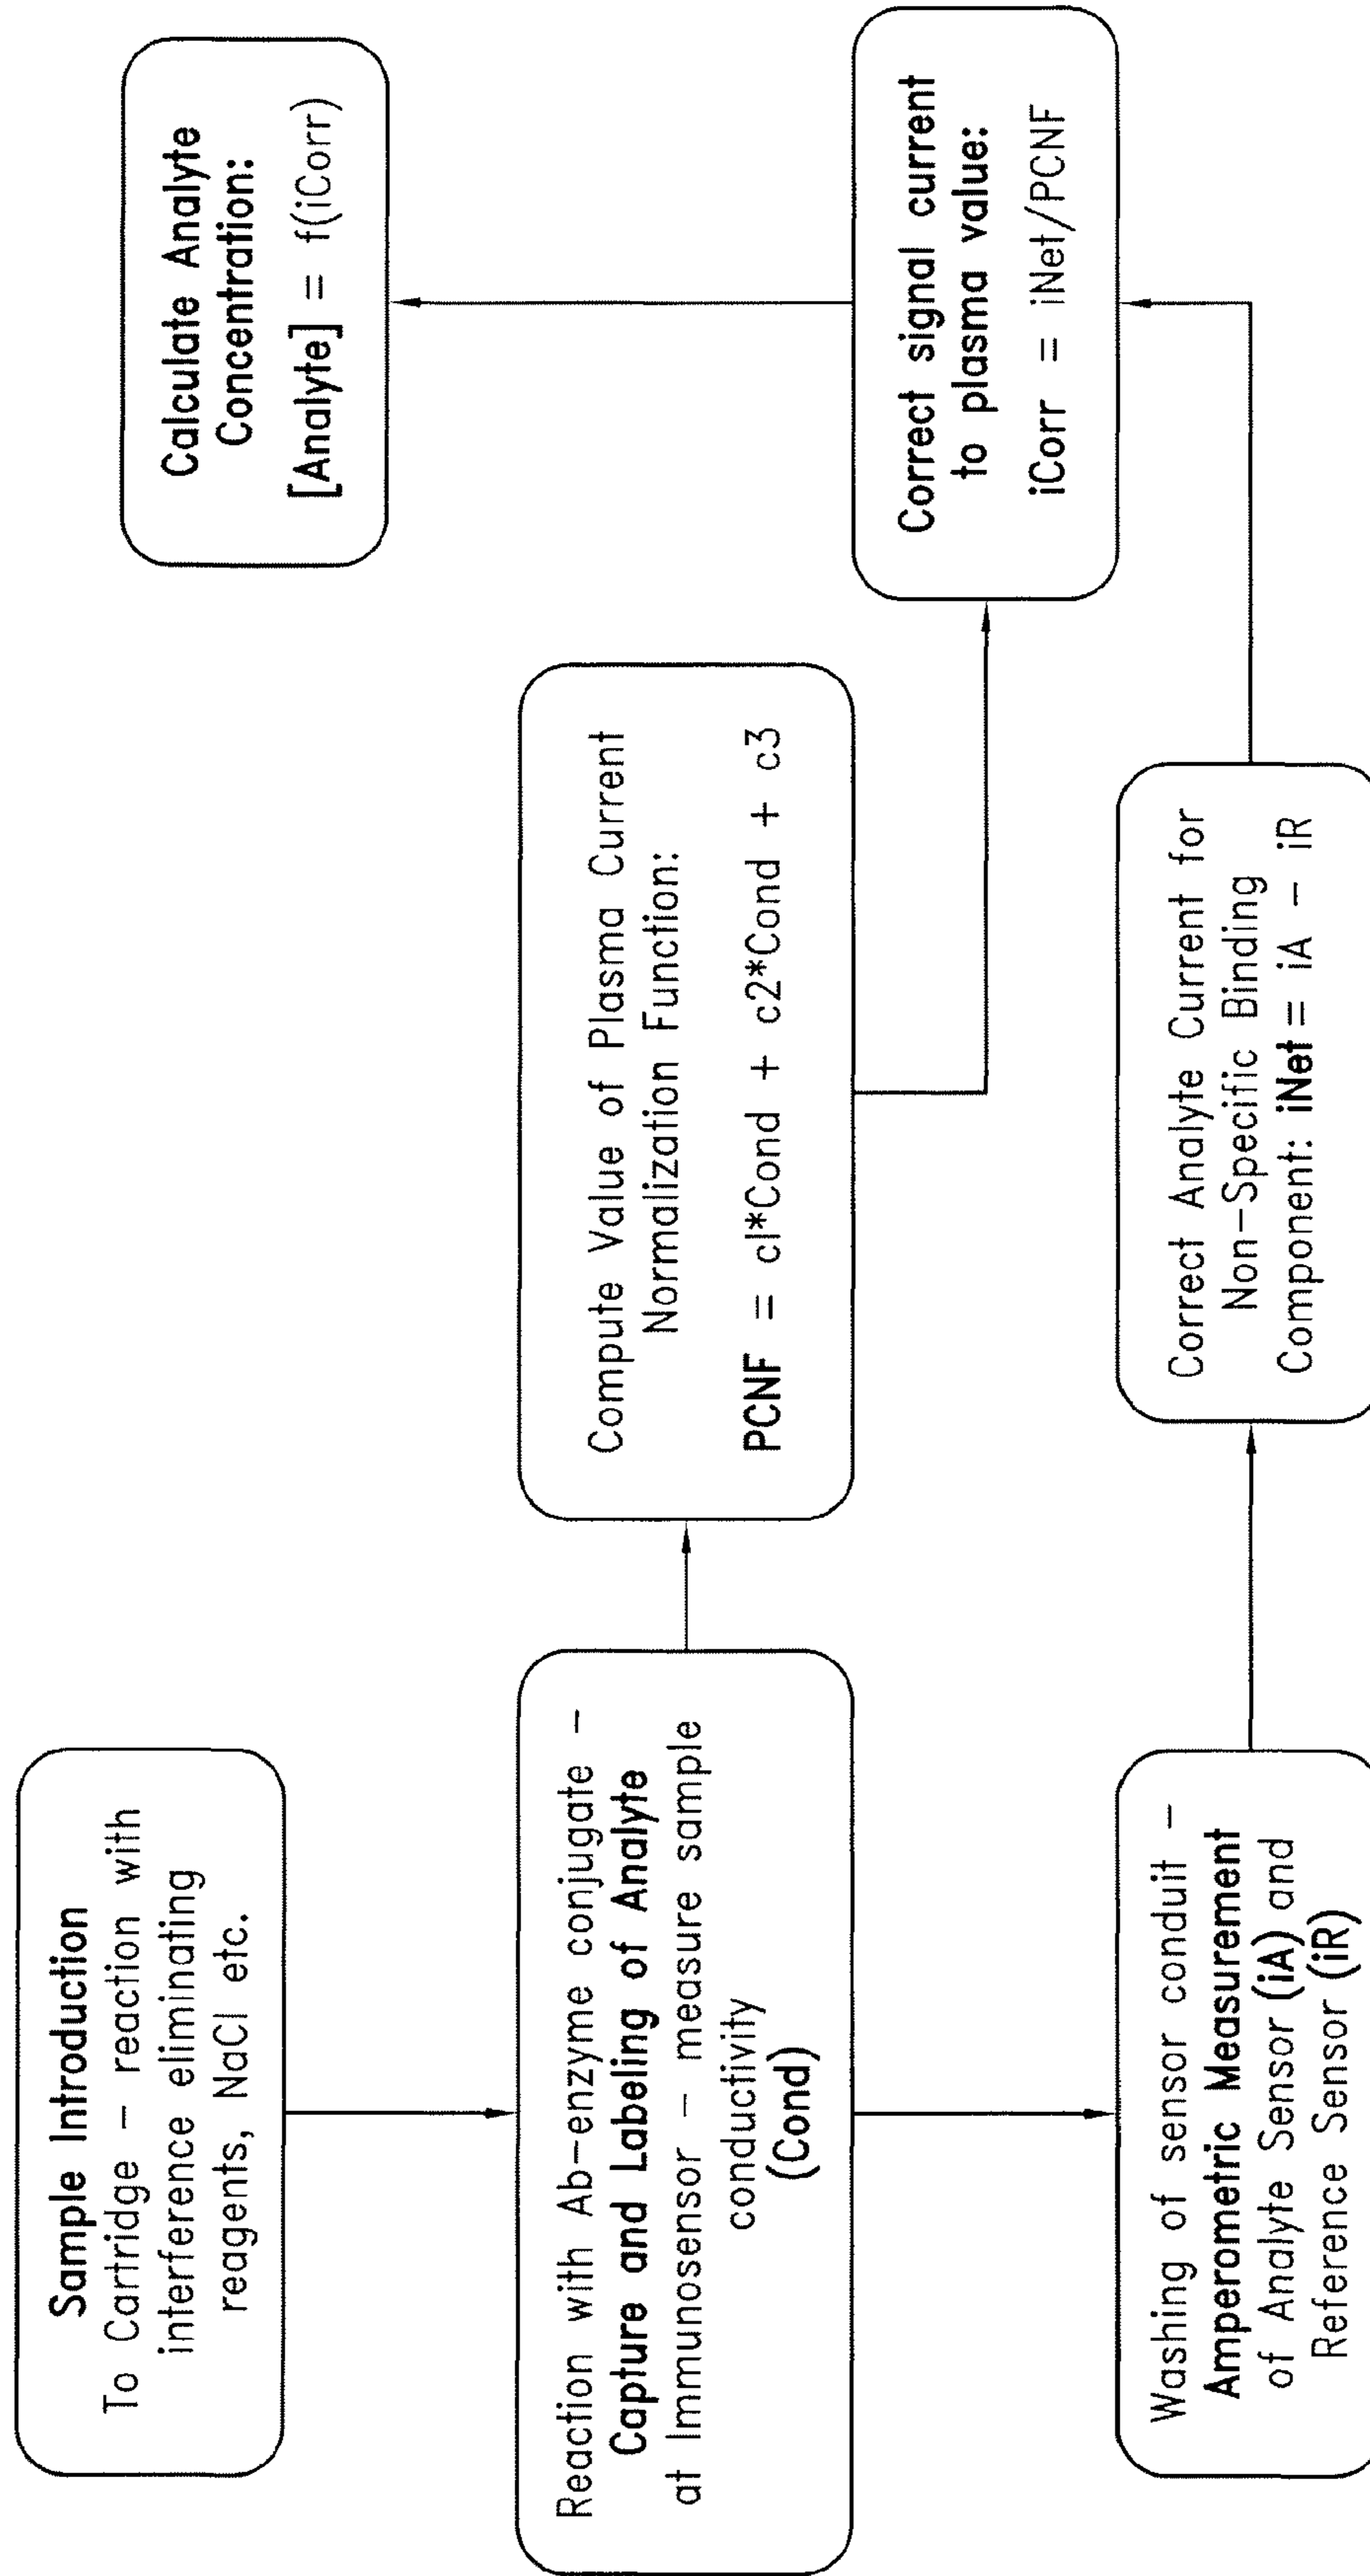 Sample Introduction
To Cartridge – reaction with
interference eliminating
reagents, NaCl etc.
Reaction with Ab-enzyme conjugate –
Capture and Labeling of Analyte
at Immunosensor – measure sample
conductivity
(Cond)
Washing of sensor conduit –
Amperometric Measurement
of Analyte Sensor (iA) and
Reference Sensor (iR)
Compute Value of Plasma Current
Normalization Function:
PCNF = cl*Cond + c2*Cond + c3
Correct Analyte Current for
Non-Specific Binding
Component: iNet = iA – iR
Correct signal current
to plasma value:
iCorr = iNet/PCNF
Calculate Analyte
Concentration:
[Analyte] = f(iCorr)